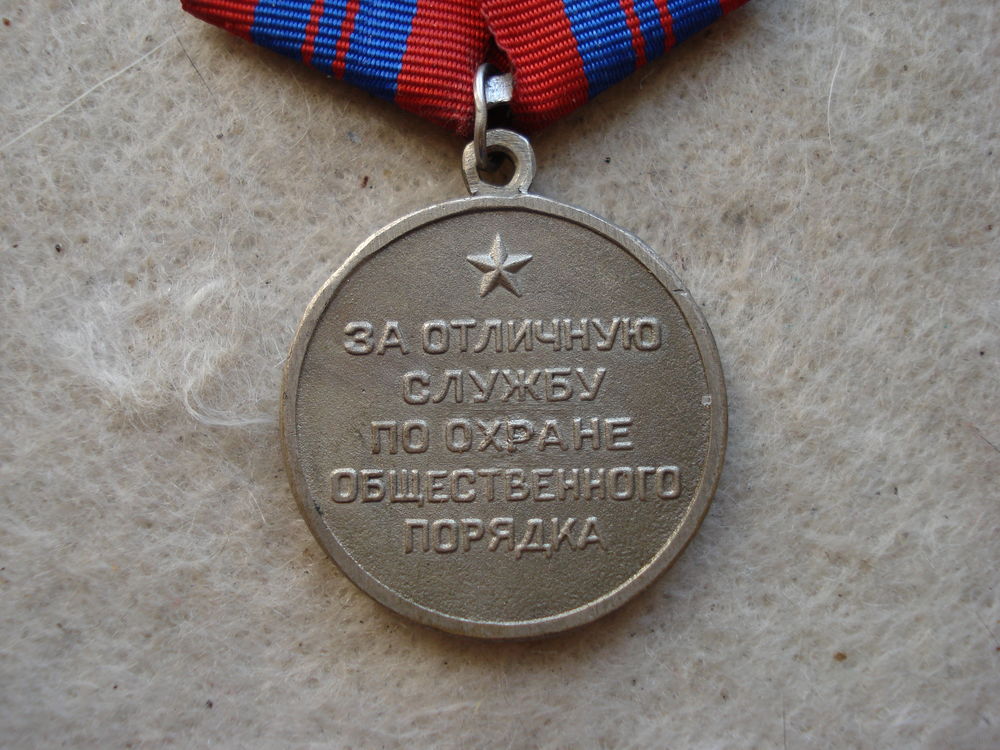 ЗА ОТЛИЧНУЮ
СЛУЖБУ
ПО ОХРАНЕ
ОБЩЕСТВЕННОГО
ПОРЯДКА